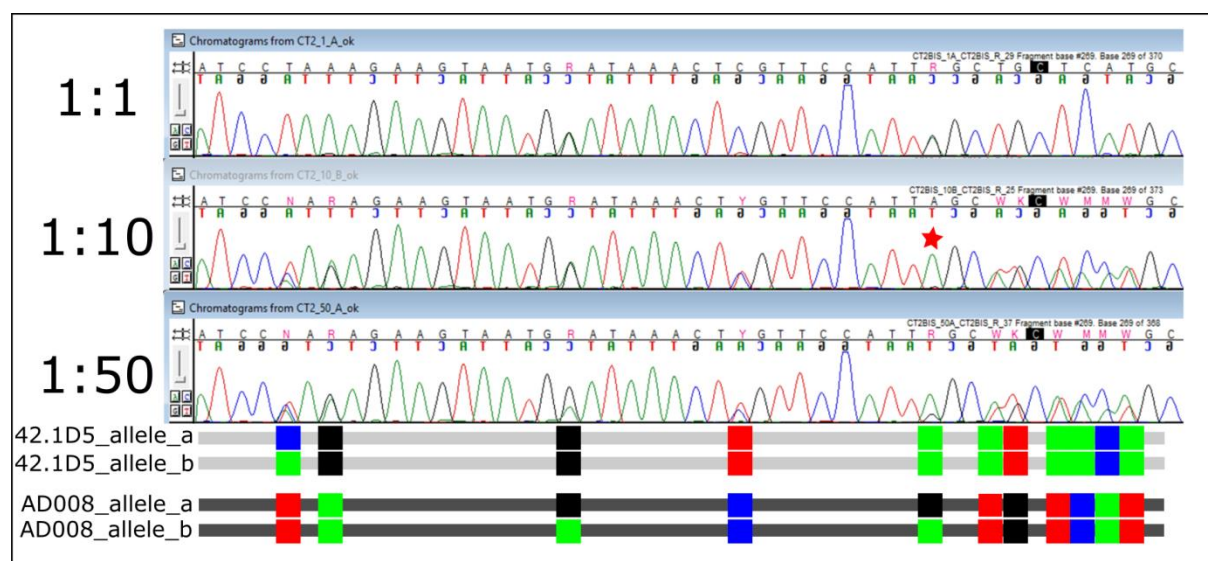 Chromatograms from CT2_1_A_ok
CT2BIS_1A_CT2BIS_R_29 Fragment base #269. Base 269 of 370
A T C C T A A A G A A G T A A T G R A T A A A C T C G T T C C A T T R G C T G C T C A T G C
T A G G A T T T C T T C A T T A C C T A T T T G A G C A A G G T A A C C G A C G A G T A C G
1:1
A C
G T
Chromatograms from CT2_10_B_ok
CT2BIS_10B_CT2BIS_R_25 Fragment base #269. Base 269 of 373
A T C C N A R A G A A G T A A T G R A T A A A C T Y G T T C C A T T A G C W K C W M M W G C
T A G G A T T T C T T C A T T A C C T A T T T G A G C A A G G T A A T C G A C G A G G T C G
1:10
A C
G T
Chromatograms from CT2_50_A_ok
CT2BIS_50A_CT2BIS_R_37 Fragment base #269. Base 269 of 368
A T C C N A R A G A A G T A A T G R A T A A A C T Y G T T C C A T T R G C W K C W M M W G C
T A G G G T C T C T T C A T T A C C T A T T T G A A C A A G G T A A T C G T A G T G G T C G
1:50
A C
G T
42.1D5_allele_a
42.1D5_allele_b
AD008_allele_a
AD008_allele_b